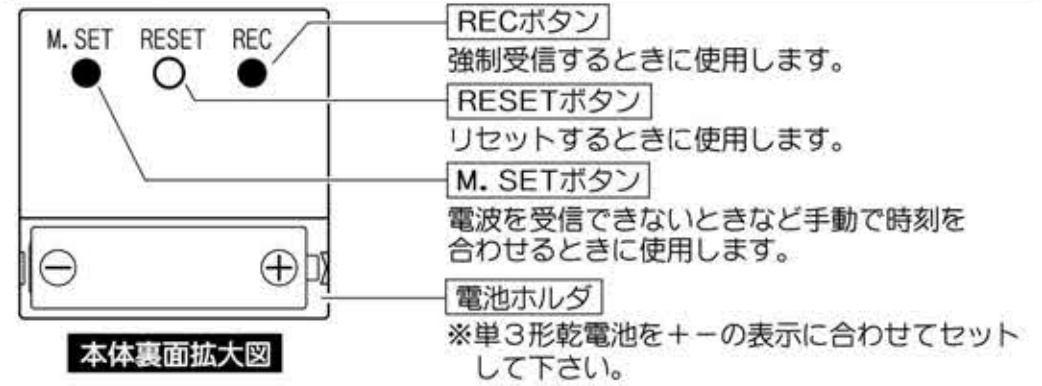 M. SET RESET REC
RECボタン
強制受信するときに使用します。
RESETボタン
リセットするときに使用します。
M. SETボタン
電波を受信できないときなど手動で時刻を
合わせるときに使用します。
電池ホルダ
※単3形乾電池を+−の表示に合わせてセット
して下さい。
− +
本体裏面拡大図